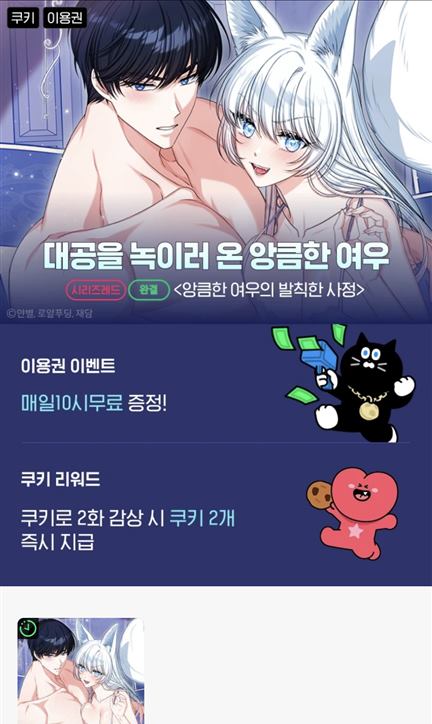 쿠키 이용권
대공을 녹이러 온 앙큼한 여우
시리즈레드 완결 <앙큼한 여우의 발칙한 사정>
©안별, 로얄푸딩, 재담
이용권 이벤트
매일10시무료 증정!
쿠키 리워드
쿠키로 2화 감상 시 쿠키 2개
즉시 지급